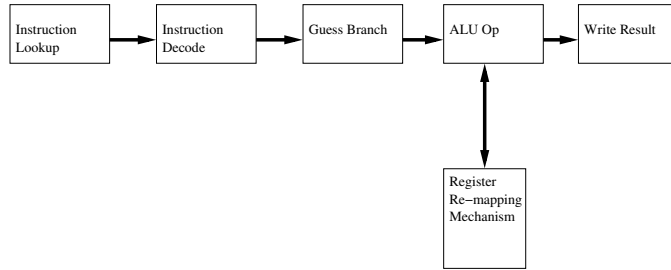 Instruction
Lookup
Instruction
Decode
Guess Branch
ALU Op
Write Result
Register
Re−mapping
Mechanism